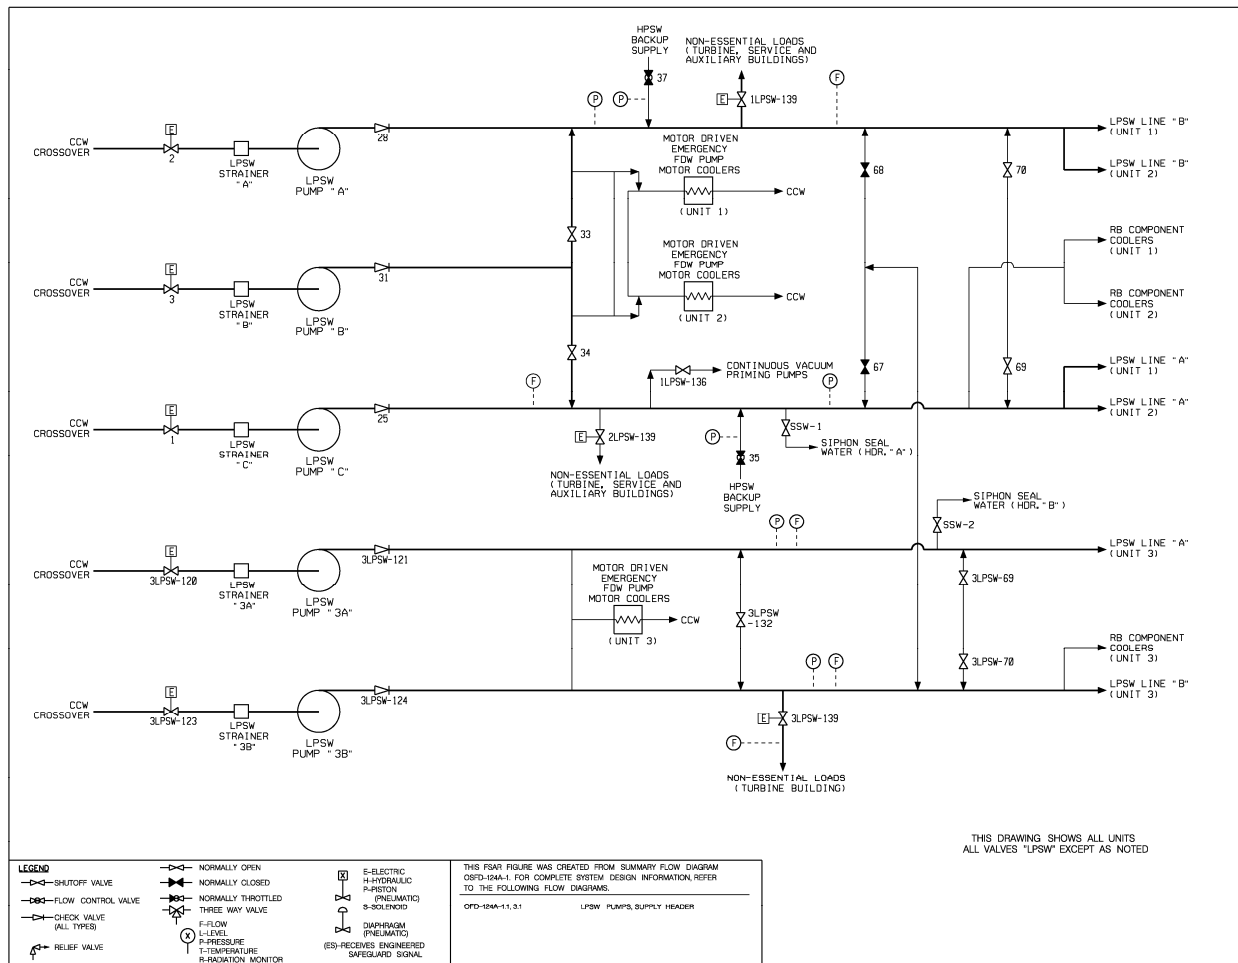 HPSW
BACKUP
SUPPLY
37
NON-ESSENTIAL LOADS
(TURBINE, SERVICE AND
AUXILIARY BUILDINGS)
P
P
E
1LPSW-139
F
CCW
CROSSOVER
E
2
LPSW
STRAINER
"A"
LPSW
PUMP "A"
28
MOTOR DRIVEN
EMERGENCY
FDW PUMP
MOTOR COOLERS
(UNIT 1)
CCW
68
70
LPSW LINE "B"
(UNIT 1)
LPSW LINE "B"
(UNIT 2)
33
RB COMPONENT
COOLERS
(UNIT 1)
CCW
CROSSOVER
E
3
LPSW
STRAINER
"B"
LPSW
PUMP "B"
31
MOTOR DRIVEN
EMERGENCY
FDW PUMP
MOTOR COOLERS
(UNIT 2)
CCW
RB COMPONENT
COOLERS
(UNIT 2)
34
F
1LPSW-136
CONTINUOUS VACUUM
PRIMING PUMPS
P
67
69
LPSW LINE "A"
(UNIT 1)
LPSW LINE "A"
(UNIT 2)
CCW
CROSSOVER
E
1
LPSW
STRAINER
"C"
LPSW
PUMP "C"
25
E
2LPSW-139
NON-ESSENTIAL LOADS
(TURBINE, SERVICE AND
AUXILIARY BUILDINGS)
P
35
HPSW
BACKUP
SUPPLY
SSW-1
SIPHON SEAL
WATER (HDR. "A")
SIPHON SEAL
WATER (HDR. "B")
SSW-2
P
F
CCW
CROSSOVER
E
3LPSW-120
LPSW
STRAINER
"3A"
LPSW
PUMP "3A"
3LPSW-121
LPSW LINE "A"
(UNIT 3)
MOTOR DRIVEN
EMERGENCY
FDW PUMP
MOTOR COOLERS
(UNIT 3)
CCW
3LPSW
-132
3LPSW-69
3LPSW-70
RB COMPONENT
COOLERS
(UNIT 3)
LPSW LINE "B"
(UNIT 3)
P
F
CCW
CROSSOVER
E
3LPSW-123
LPSW
STRAINER
"3B"
LPSW
PUMP "3B"
3LPSW-124
E
3LPSW-139
F
NON-ESSENTIAL LOADS
(TURBINE BUILDING)
THIS DRAWING SHOWS ALL UNITS
ALL VALVES "LPSW" EXCEPT AS NOTED
LEGEND
SHUTOFF VALVE
FLOW CONTROL VALVE
CHECK VALVE
(ALL TYPES)
RELIEF VALVE
NORMALLY OPEN
NORMALLY CLOSED
NORMALLY THROTTLED
THREE WAY VALVE
X
F-FLOW
L-LEVEL
P-PRESSURE
T-TEMPERATURE
R-RADIATION MONITOR
X
E-ELECTRIC
H-HYDRAULIC
P-PISTON
(PNEUMATIC)
S-SOLENOID
DIAPHRAGM
(PNEUMATIC)
(ES)-RECEIVES ENGINEERED
SAFEGUARD SIGNAL
THIS FSAR FIGURE WAS CREATED FROM SUMMARY FLOW DIAGRAM
OSFD-124A-1. FOR COMPLETE SYSTEM DESIGN INFORMATION, REFER
TO THE FOLLOWING FLOW DIAGRAMS.
OFD-124A-1.1, 3.1 LPSW PUMPS, SUPPLY HEADER